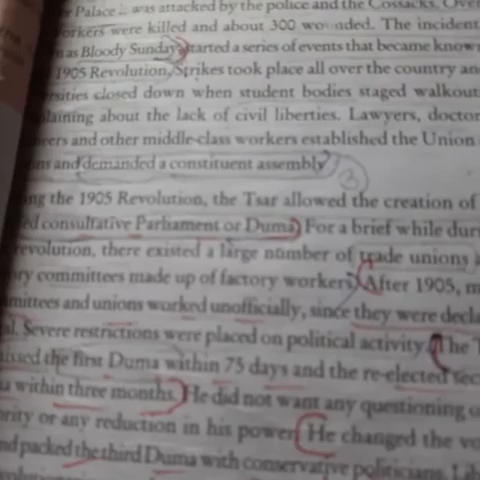 Palace was attacked by the police and the Cossacks. Over
orkers were killed and about 300 wounded. The incident
n as Bloody Sunday, started a series of events that became know
1905 Revolution. Strikes took place all over the country an
rsities closed down when student bodies staged walkout
laining about the lack of civil liberties. Lawyers, doctor
eers and other middle-class workers established the Union
ons and demanded a constituent assembly.
3
ng the 1905 Revolution, the Tsar allowed the creation of
ed consultative Parliament or Duma. For a brief while duri
revolution, there existed a large number of trade unions a
ory committees made up of factory workers. After 1905, m
mmittees and unions worked unofficially, since they were decla
al. Severe restrictions were placed on political activity. The T
issed the first Duma within 75 days and the re-elected sec
a within three months. He did not want any questioning o
ority or any reduction in his power. He changed the vo
nd packed the third Duma with conservative politicians. Lib